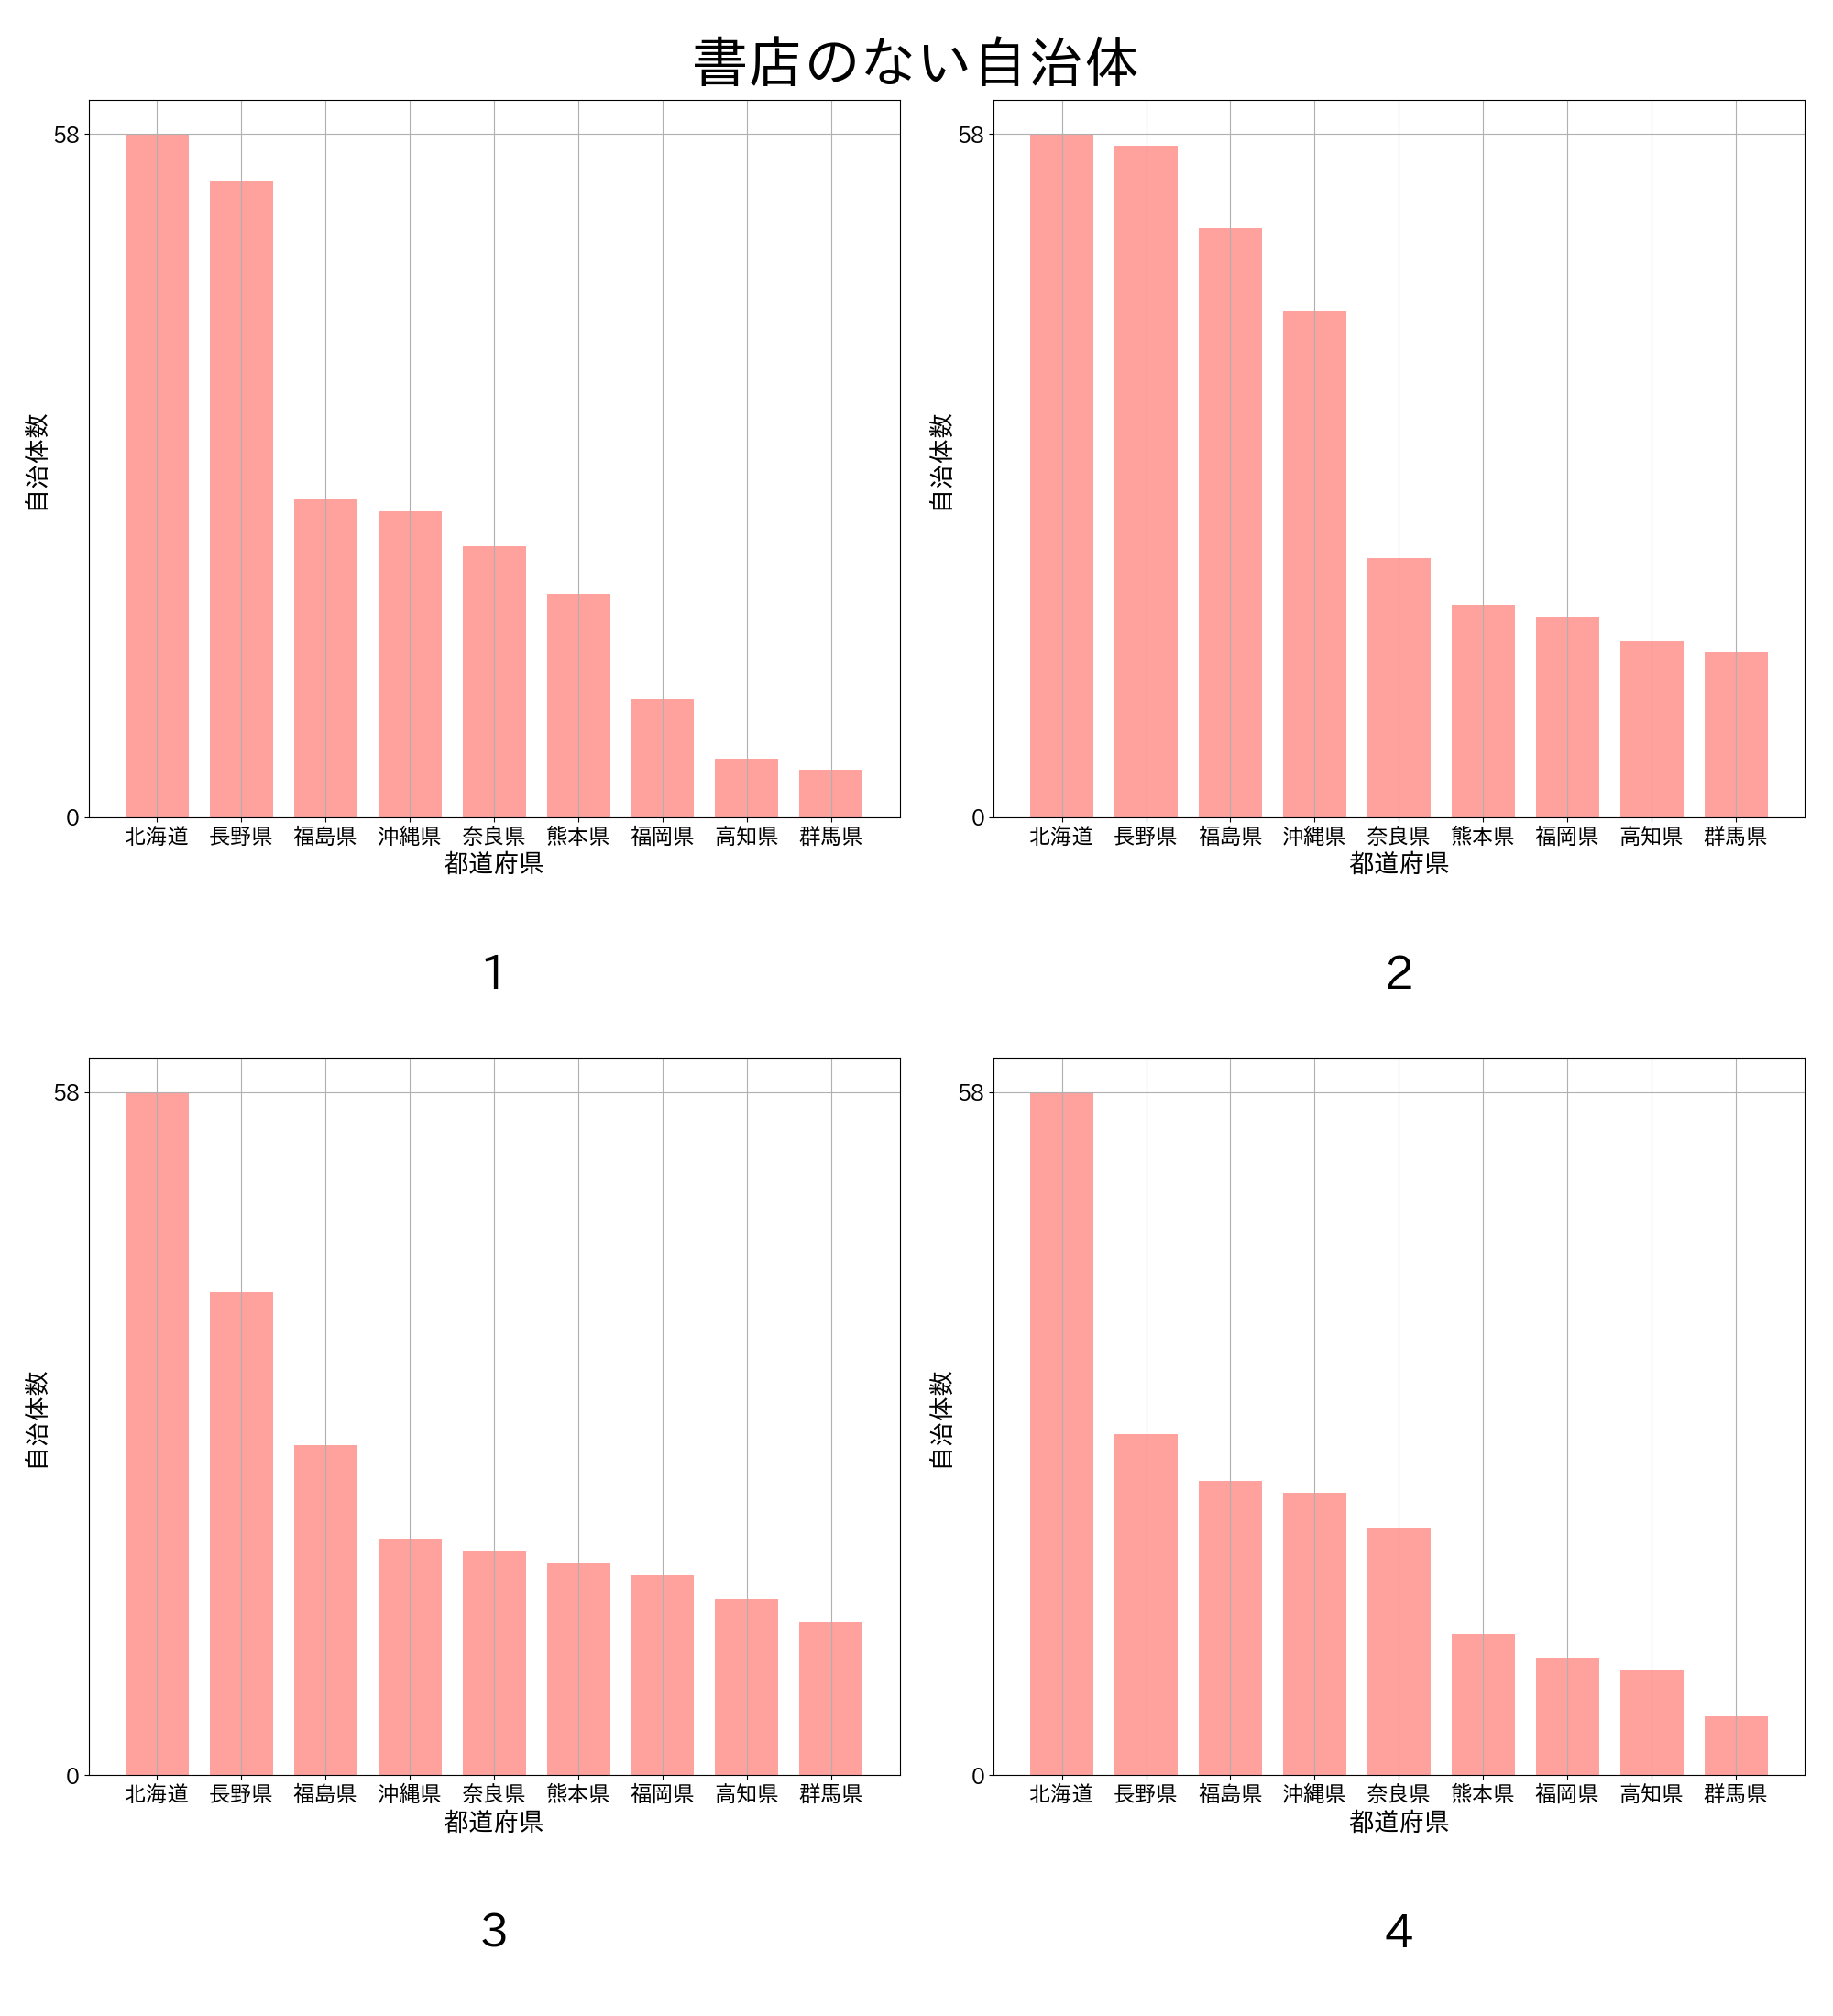 書店のない自治体
58
0
自治体数
北海道 長野県 福島県 沖縄県 奈良県 熊本県 福岡県 高知県 群馬県
都道府県
1
58
0
自治体数
北海道 長野県 福島県 沖縄県 奈良県 熊本県 福岡県 高知県 群馬県
都道府県
2
58
0
自治体数
北海道 長野県 福島県 沖縄県 奈良県 熊本県 福岡県 高知県 群馬県
都道府県
3
58
0
自治体数
北海道 長野県 福島県 沖縄県 奈良県 熊本県 福岡県 高知県 群馬県
都道府県
4